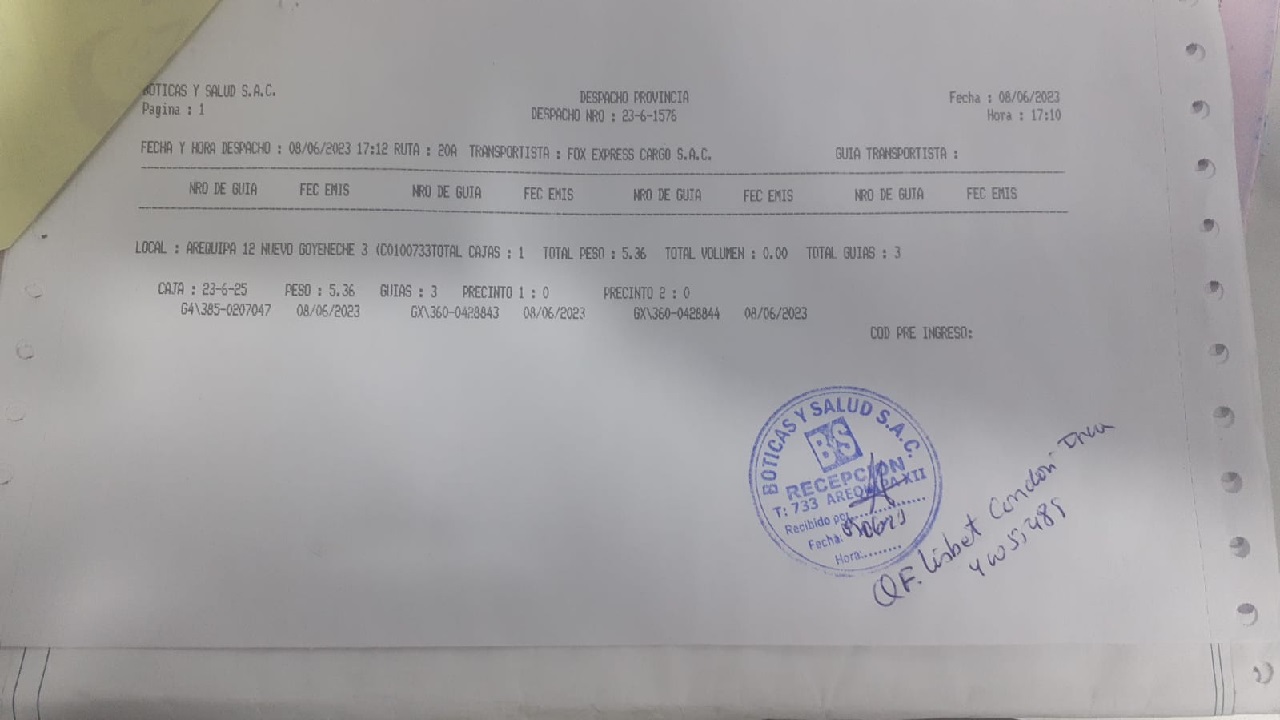 BOTICAS Y SALUD S.A.C.
Pagina : 1
DESPACHO PROVINCIA
DESPACHO NRO : 23-6-1576
Fecha : 08/06/2023
Hora : 17:10
FECHA Y HORA DESPACHO : 08/06/2023 17:12 RUTA : 20A TRANSPORTISTA : FOX EXPRESS CARGO S.A.C. GUIA TRANSPORTISTA :
NRO DE GUIA FEC EMIS NRO DE GUIA FEC EMIS NRO DE GUIA FEC EMIS NRO DE GUIA FEC EMIS
LOCAL : AREQUIPA 12 NUEVO GOYENECHE 3 (C0100733TOTAL CAJAS : 1 TOTAL PESO : 5.36 TOTAL VOLUMEN : 0.00 TOTAL GUIAS : 3
CAJA : 23-6-25 PESO : 5.36 GUIAS : 3 PRECINTO 1 : 0 PRECINTO 2 : 0
G4\385-0207047 08/06/2023 GX\360-0428843 08/06/2023 GX\360-0428844 08/06/2023
COD PRE INGRESO:
BOTICAS Y SALUD S.A.C.
BS
RECEPCION
T: 733 AREQUIPA XII
Recibido por:
Fecha:
Hora:
Q.F. Lisbet Condori